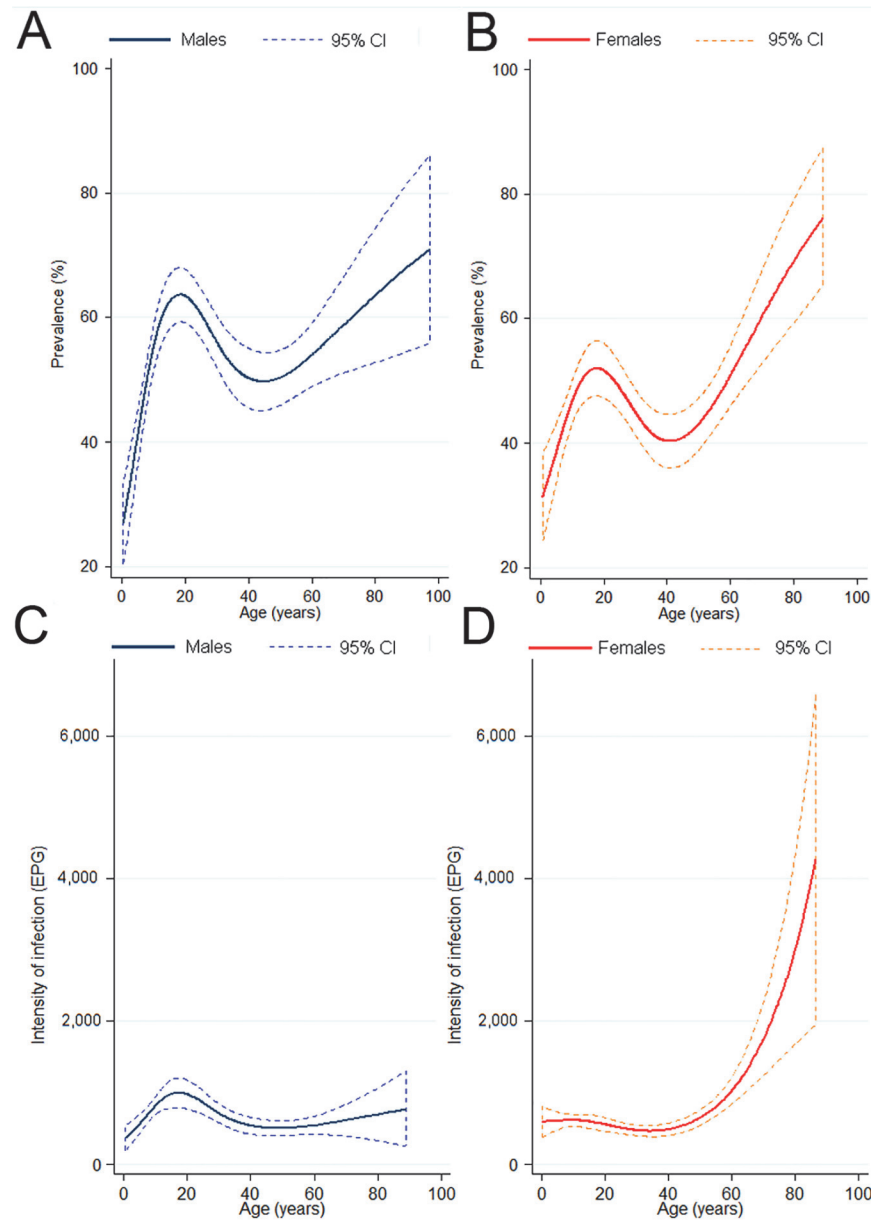 A
Males
95% CI
B
Females
95% CI
100
80
60
40
20
Prevalence (%)
0
20
40
60
80
100
Age (years)
100
80
60
40
20
Prevalence (%)
0
20
40
60
80
100
Age (years)
C
Males
95% CI
D
Females
95% CI
6,000
4,000
2,000
0
Intensity of infection (EPG)
0
20
40
60
80
100
Age (years)
6,000
4,000
2,000
0
Intensity of infection (EPG)
0
20
40
60
80
100
Age (years)